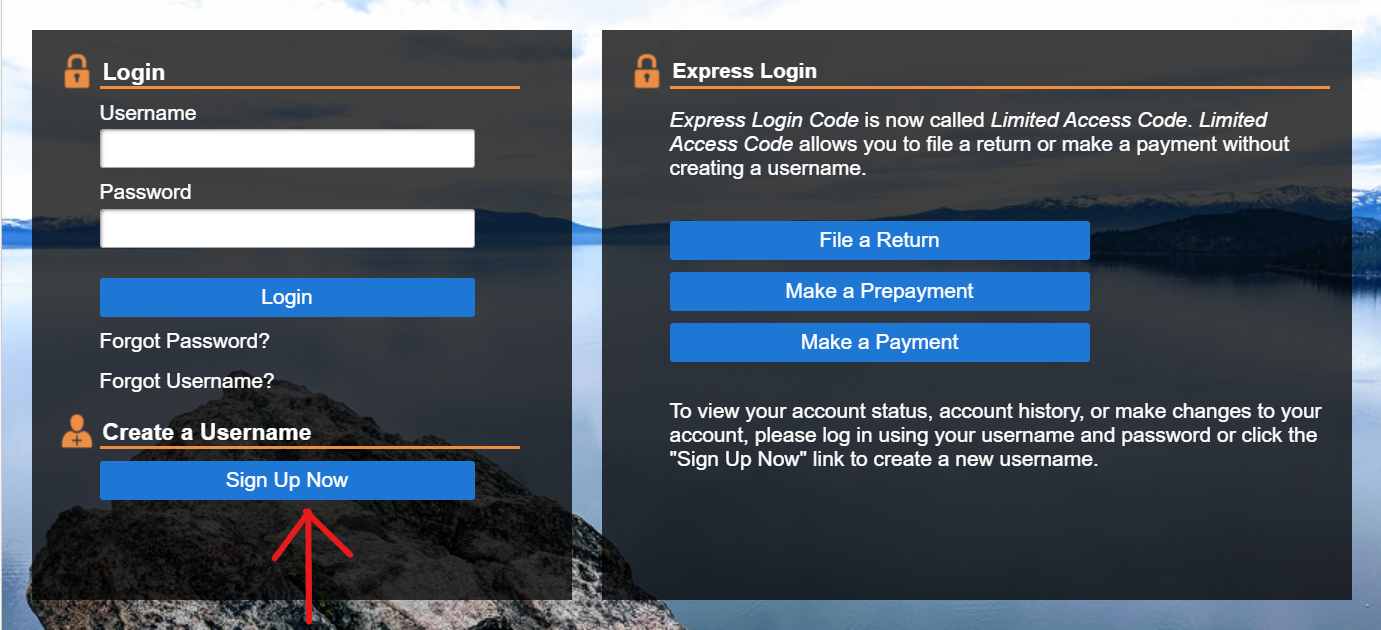 Login
Username
Password
Login
Forgot Password?
Forgot Username?
Create a Username
Sign Up Now
Express Login
Express Login Code is now called Limited Access Code. Limited
Access Code allows you to file a return or make a payment without
creating a username.
File a Return
Make a Prepayment
Make a Payment
To view your account status, account history, or make changes to your
account, please log in using your username and password or click the
"Sign Up Now" link to create a new username.